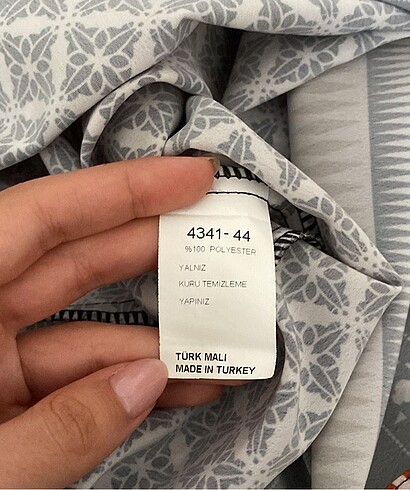 4341-44
%100 POLYESTER
YALNIZ
KURU TEMİZLEME
YAPINIZ
TÜRK MALI
MADE IN TURKEY